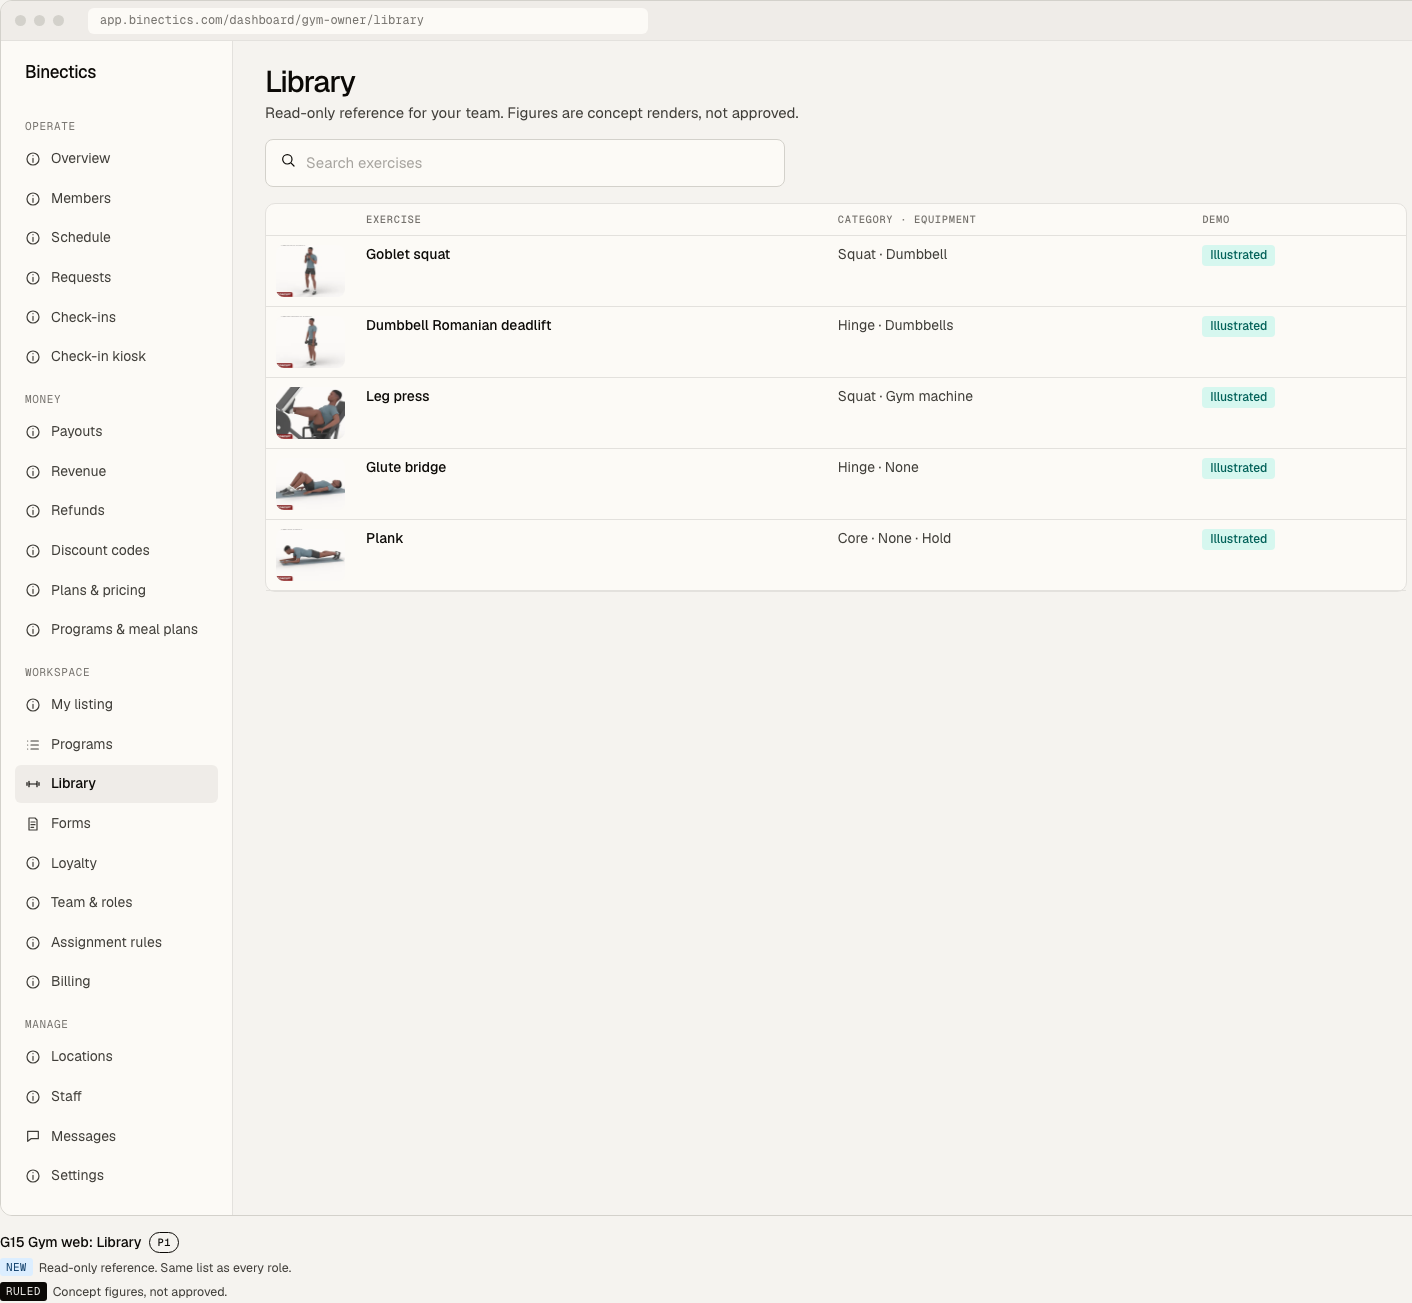 app.binectics.com/dashboard/gym-owner/library
Binectics
OPERATE
Overview
Members
Schedule
Requests
Check-ins
Check-in kiosk
MONEY
Payouts
Revenue
Refunds
Discount codes
Plans & pricing
Programs & meal plans
WORKSPACE
My listing
Programs
Library
Forms
Loyalty
Team & roles
Assignment rules
Billing
MANAGE
Locations
Staff
Messages
Settings
Library
Read-only reference for your team. Figures are concept renders, not approved.
Search exercises
EXERCISE CATEGORY · EQUIPMENT DEMO
Goblet squat Squat · Dumbbell Illustrated
Dumbbell Romanian deadlift Hinge · Dumbbells Illustrated
Leg press Squat · Gym machine Illustrated
Glute bridge Hinge · None Illustrated
Plank Core · None · Hold Illustrated
G15 Gym web: Library P1
NEW Read-only reference. Same list as every role.
RULED Concept figures, not approved.